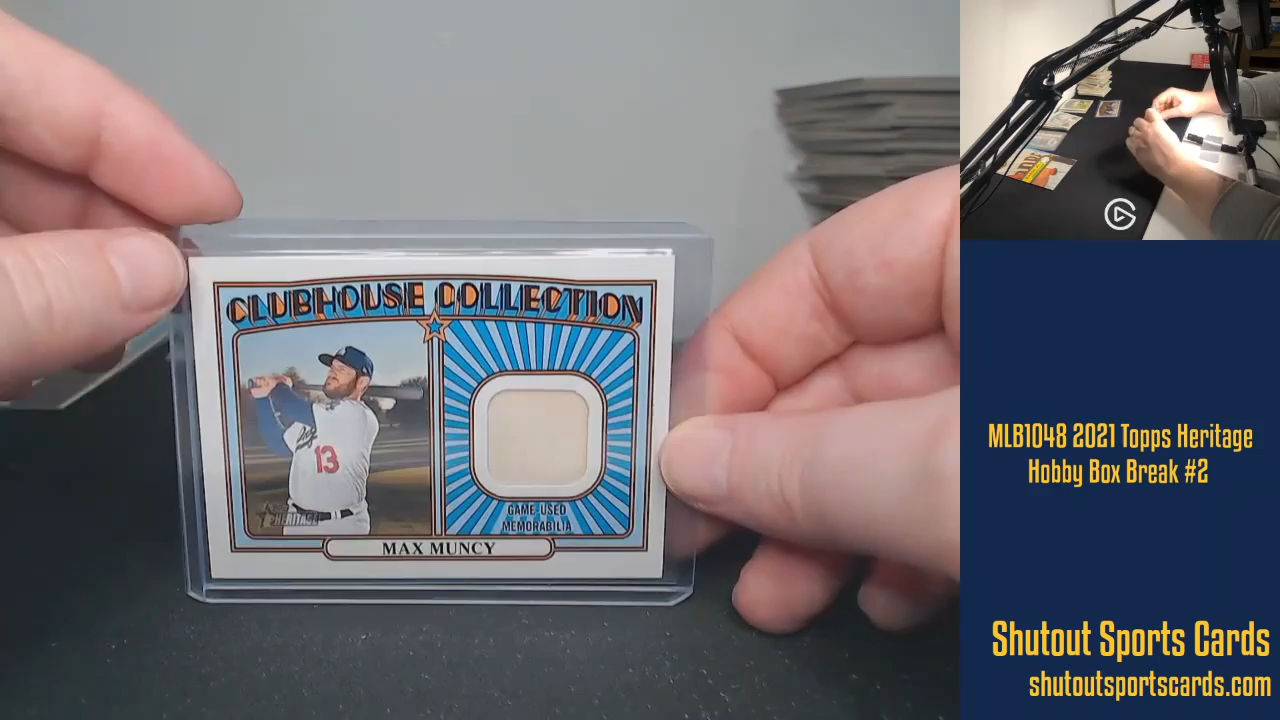 CLUBHOUSE COLLECTION
13
HERITAGE
GAME USED
MEMORABILIA
MAX MUNCY
MLB1048 2021 Topps Heritage
Hobby Box Break #2
Shutout Sports Cards
shutoutsportscards.com